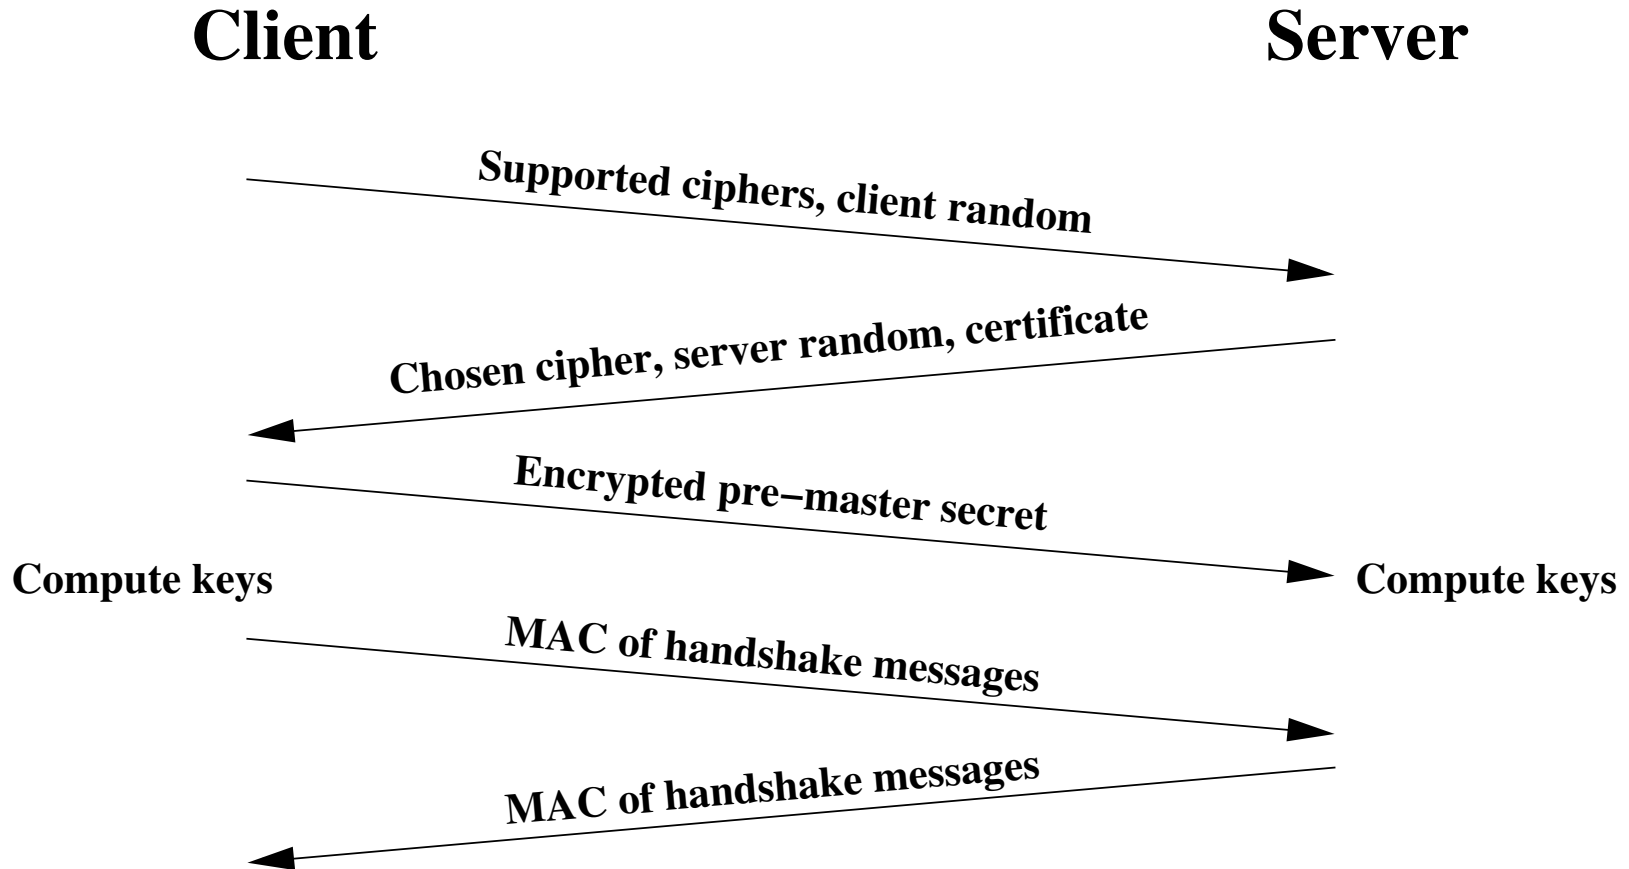 Client
Server
Supported ciphers, client random
Chosen cipher, server random, certificate
Encrypted pre−master secret
Compute keys
Compute keys
MAC of handshake messages
MAC of handshake messages